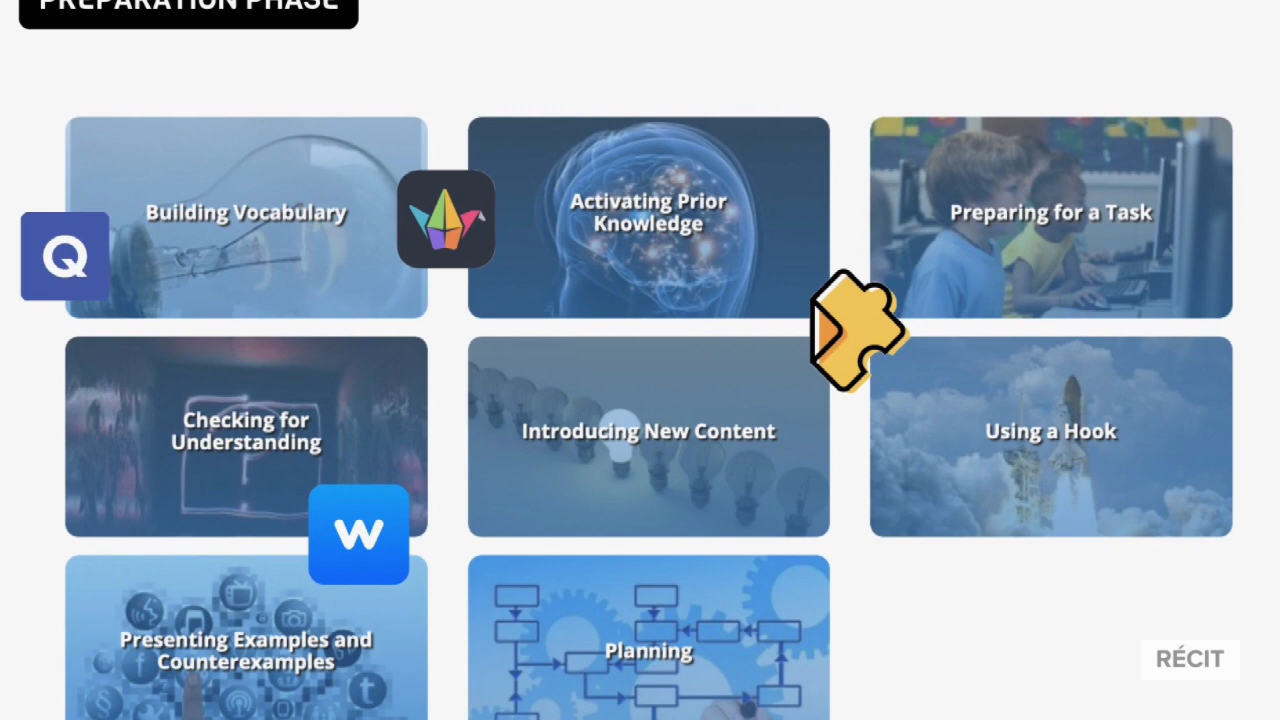 PREPARATION PHASE
Building Vocabulary
Activating Prior
Knowledge
Preparing for a Task
Q
Checking for
Understanding
Introducing New Content
Using a Hook
w
Presenting Examples and
Counterexamples
Planning
RÉCIT